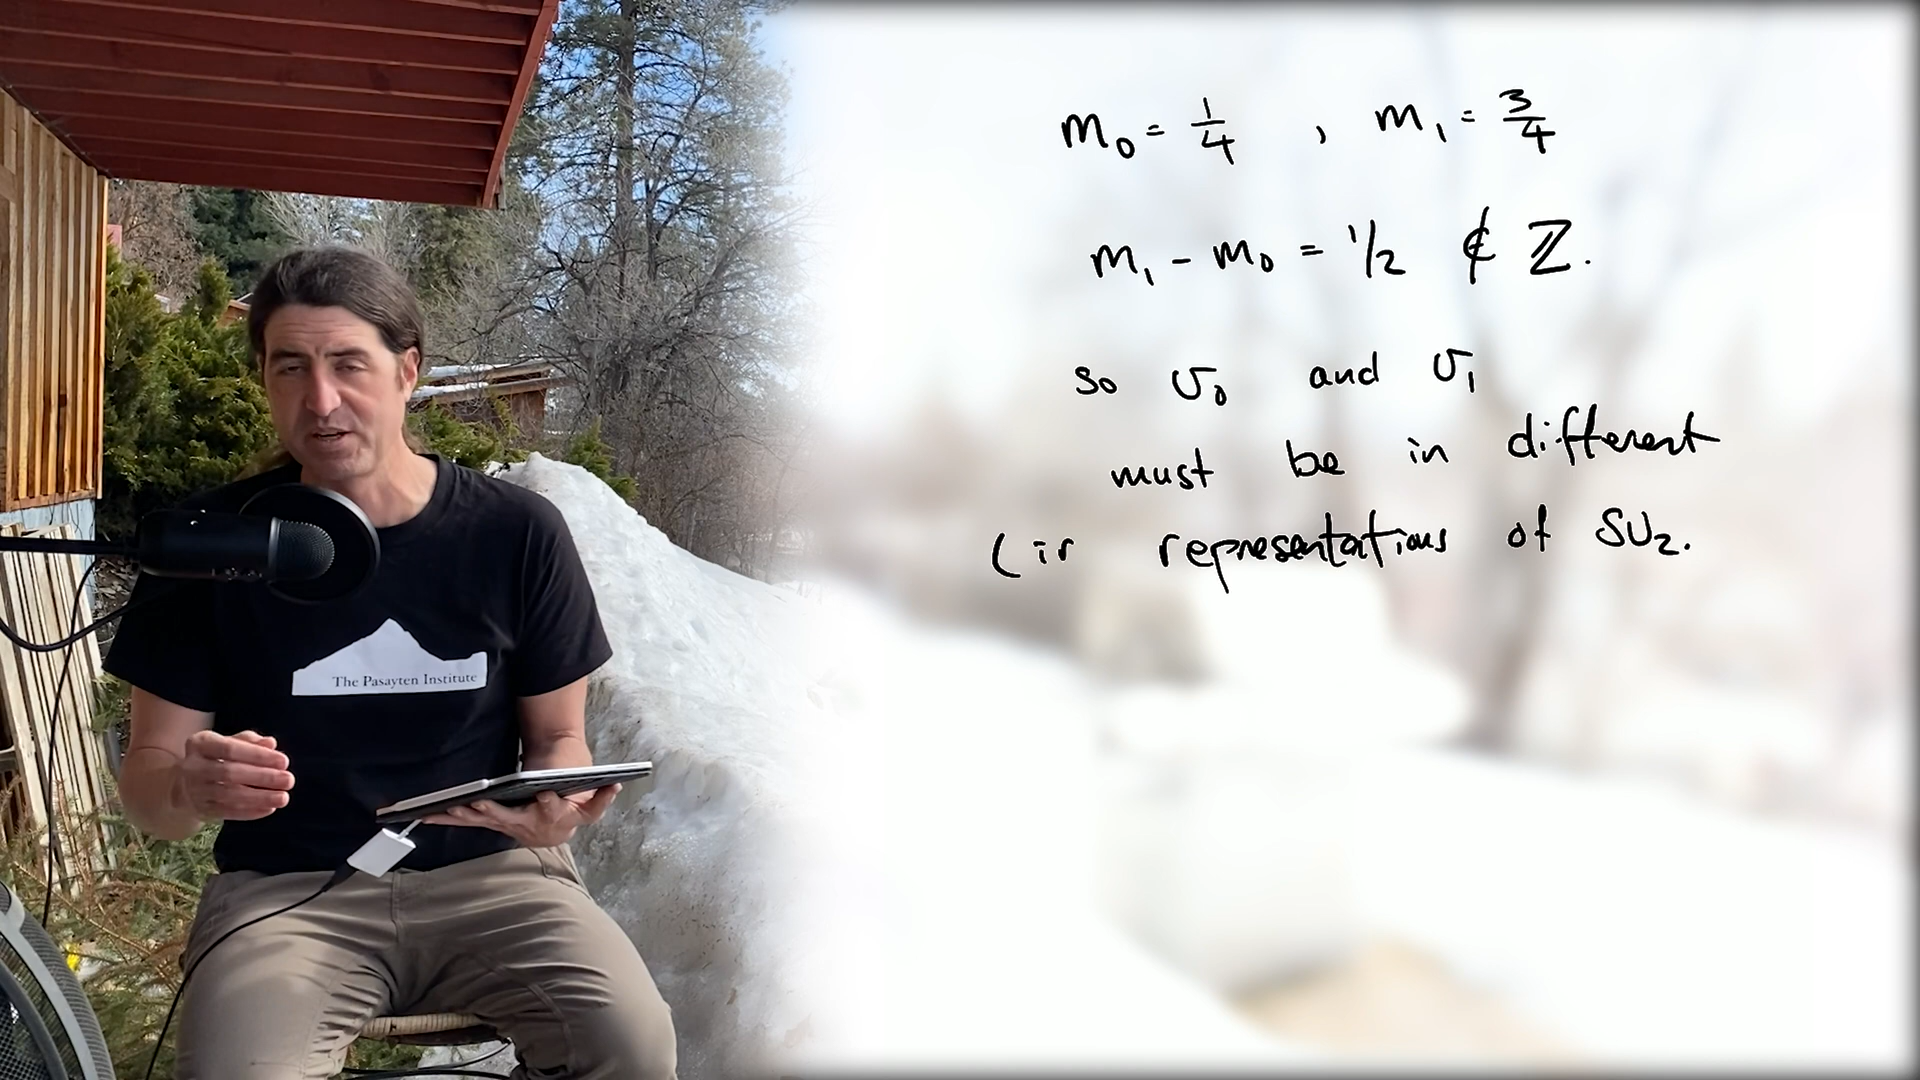 The Pasayten Institute
m₀ = 1/4 , m₁ = 3/4
m₁ - m₀ = 1/2 ∉ ℤ.
so v₀ and v₁
must be in different
(ir representations of SU₂.